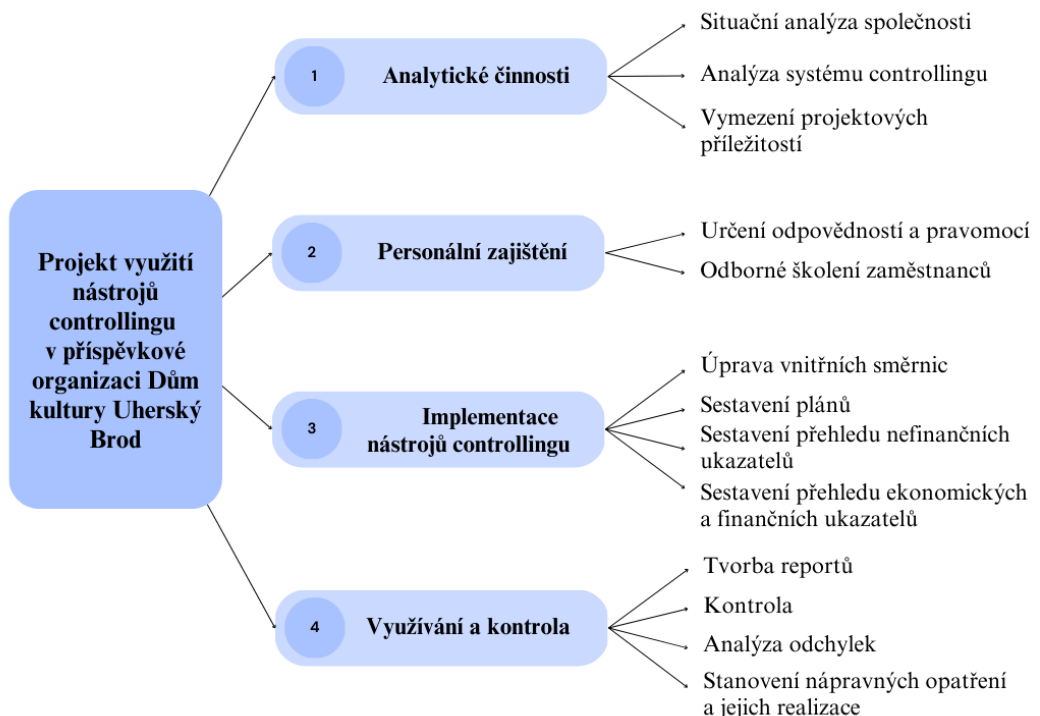 Projekt využití
nástrojů
controllingu
v příspěvkové
organizaci Dům
kultury Uherský
Brod
1
Analytické činnosti
Situační analýza společnosti
Analýza systému controllingu
Vymezení projektových
příležitostí
2
Personální zajištění
Určení odpovědností a pravomocí
Odborné školení zaměstnanců
3
Implementace
nástrojů controllingu
Úprava vnitřních směrnic
Sestavení plánů
Sestavení přehledu nefinančních
ukazatelů
Sestavení přehledu ekonomických
a finančních ukazatelů
4
Využívání a kontrola
Tvorba reportů
Kontrola
Analýza odchylek
Stanovení nápravných opatření
a jejich realizace